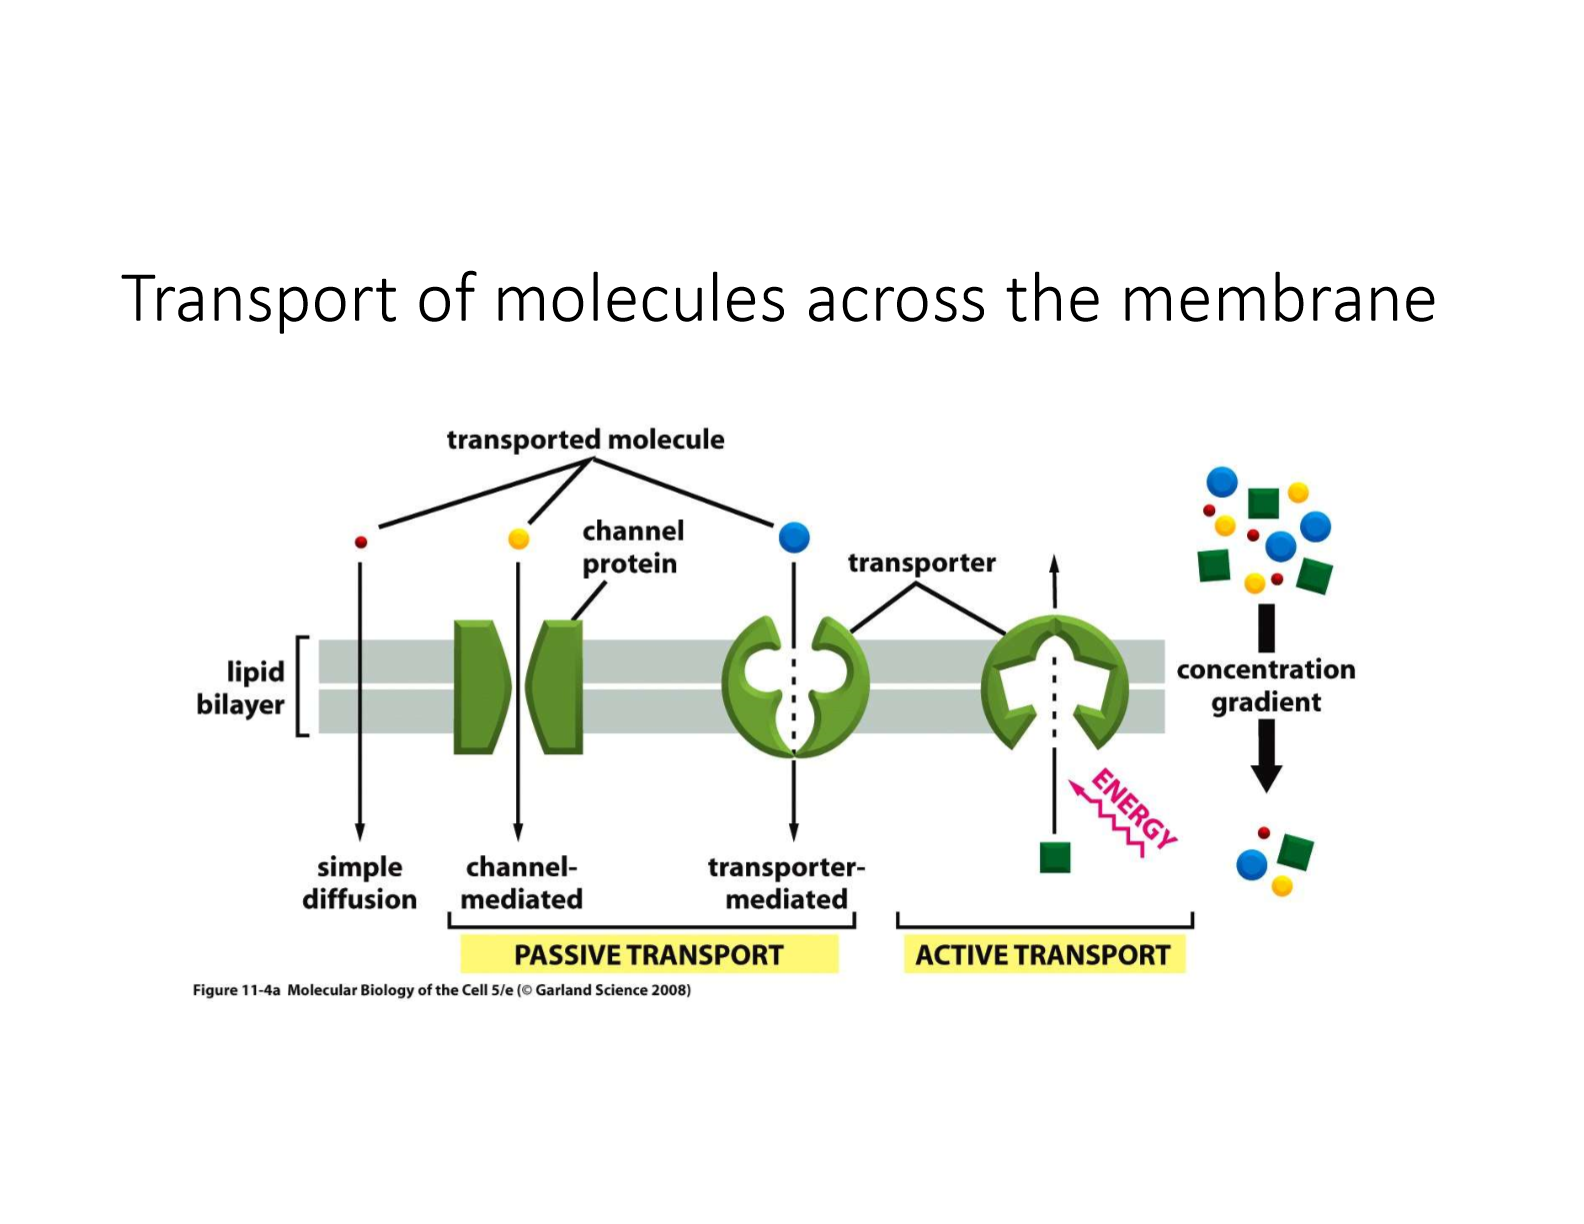 Transport of molecules across the membrane
transported molecule
channel
protein
transporter
lipid
bilayer
concentration
gradient
ENERGY
simple
diffusion
channel-
mediated
transporter-
mediated
PASSIVE TRANSPORT
ACTIVE TRANSPORT
Figure 11-4a Molecular Biology of the Cell 5/e (© Garland Science 2008)